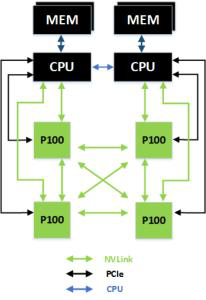 MEM MEM
CPU CPU
P100 P100
P100 P100
NVLink
PCIe
CPU